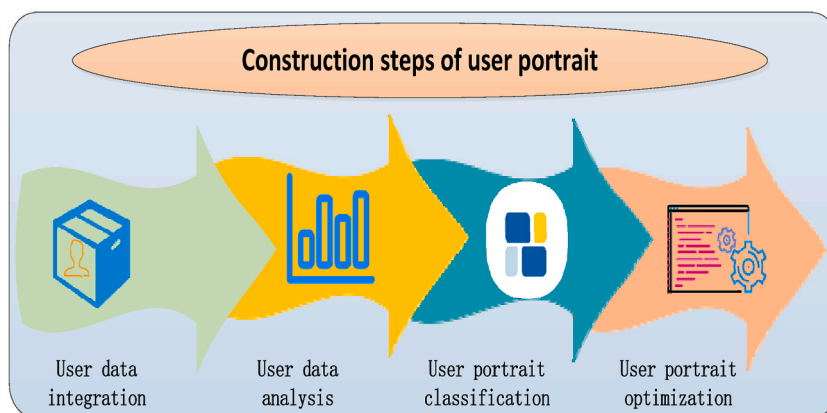 Construction steps of user portrait
User data
integration
User data
analysis
User portrait
classification
User portrait
optimization